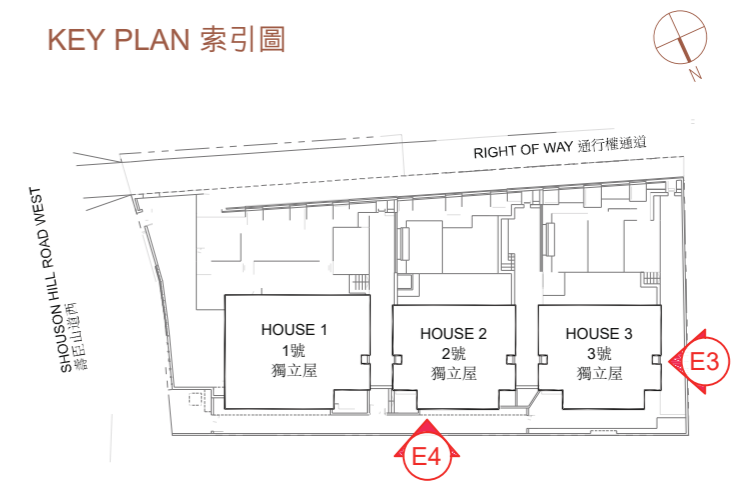 KEY PLAN 索引圖
N
RIGHT OF WAY 通行權通道
SHOUSON HILL ROAD WEST
壽臣山道西
HOUSE 1
1號
獨立屋
HOUSE 2
2號
獨立屋
HOUSE 3
3號
獨立屋
E3
E4